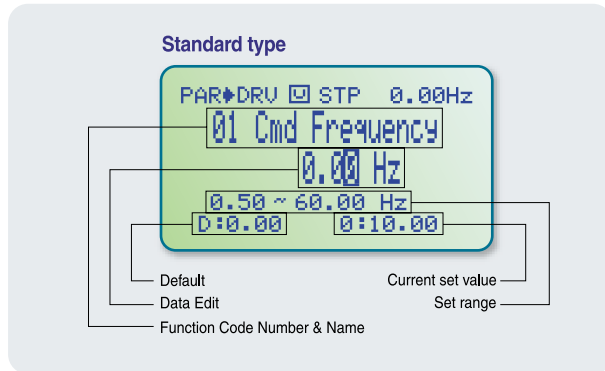 Standard type
PAR DRV U STP 0.00Hz
01 Cmd Frequency
0.00 Hz
0.50 ~ 60.00 Hz
D:0.00 0:10.00
Default Current set value
Data Edit Set range
Function Code Number & Name